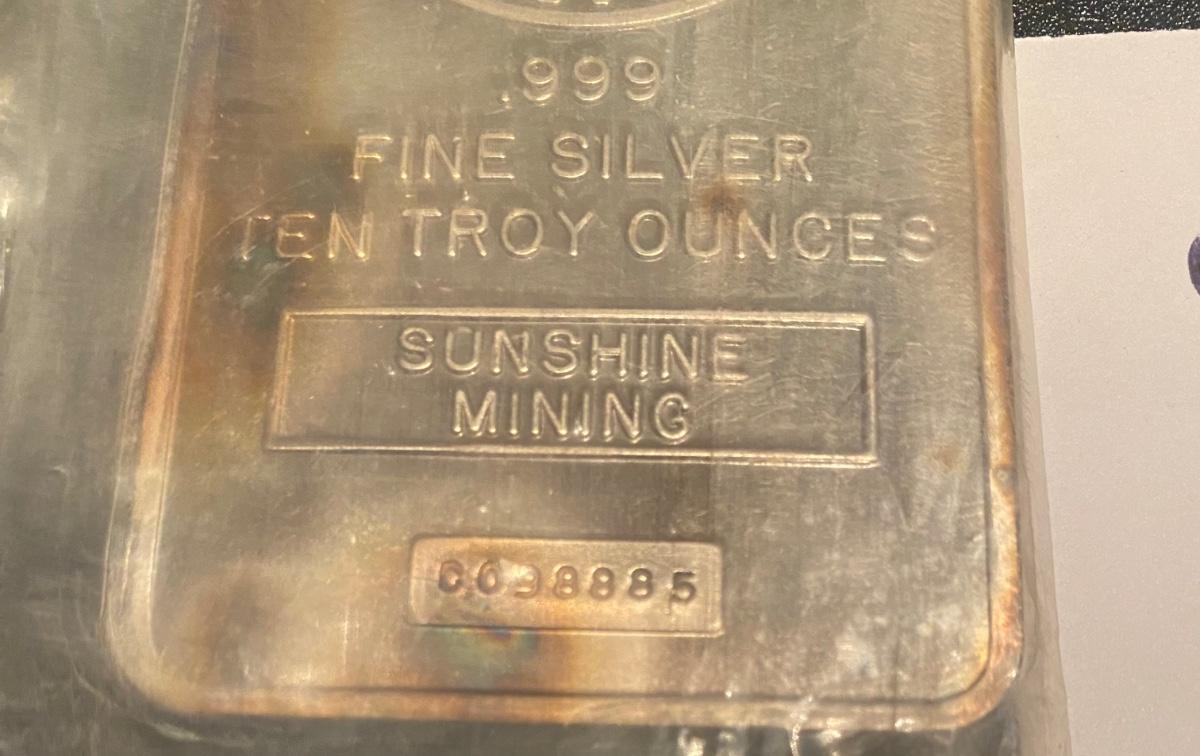 .999
FINE SILVER
TEN TROY OUNCES
SUNSHINE
MINING
C098885